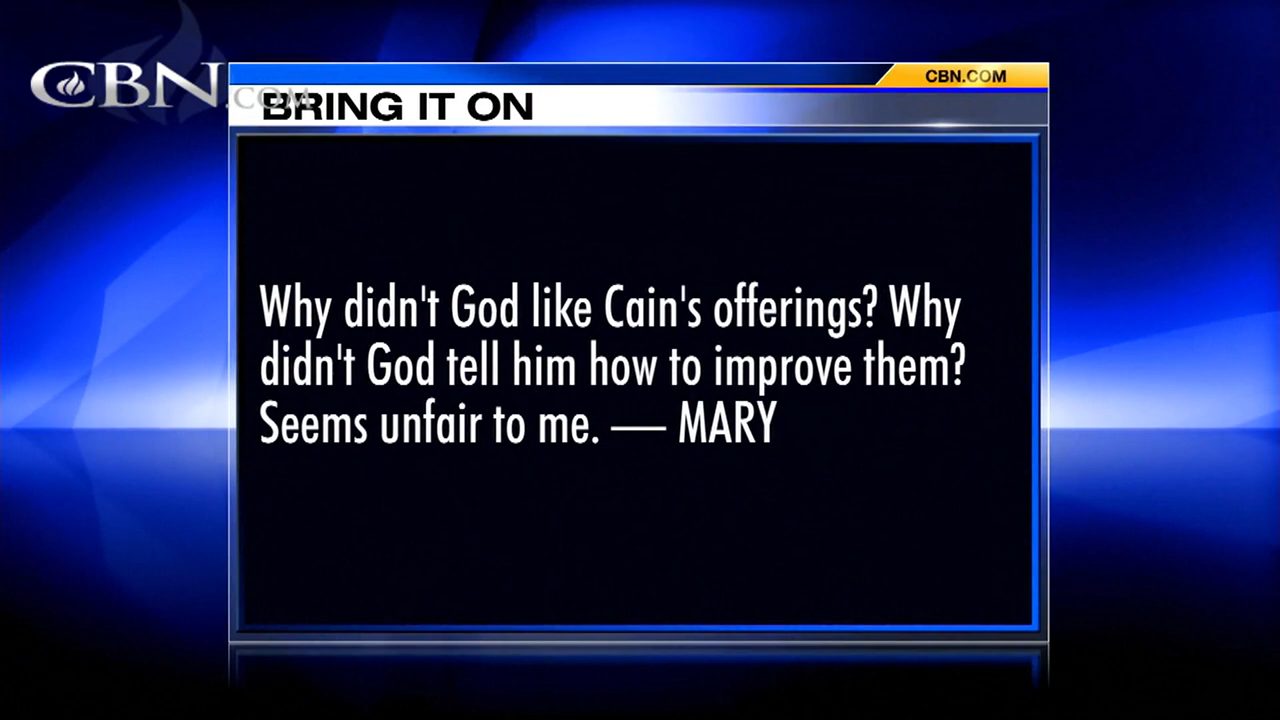 CBN.COM
CBN.COM
BRING IT ON
Why didn't God like Cain's offerings? Why
didn't God tell him how to improve them?
Seems unfair to me. — MARY